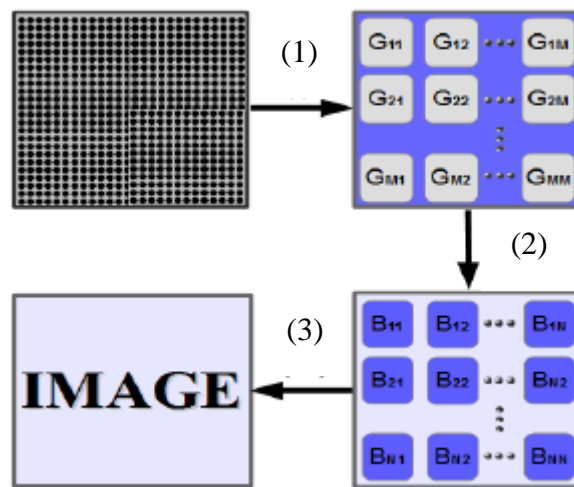 (1)
G11 G12 ••• G1M
G21 G22 ••• G2M
GM1 GM2 ••• GMM
(2)
B11 B12 ••• B1N
B21 B22 ••• BN2
BN1 BN2 ••• BNN
(3)
IMAGE